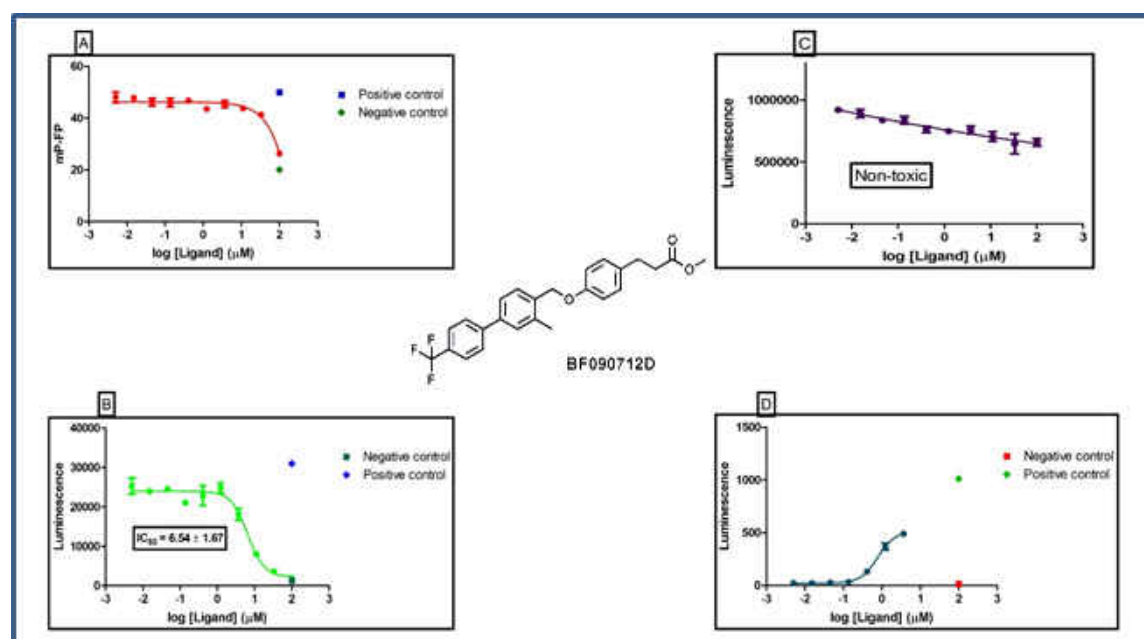 A
60
40
20
0
mP-FP
-3 -2 -1 0 1 2 3
log [Ligand] (μM)
Positive control
Negative control
C
1000000
500000
0
Luminescence
Non-toxic
-3 -2 -1 0 1 2 3
log [Ligand] (μM)
O
O
O
F
F
F
BF090712D
B
40000
30000
20000
10000
0
Luminescence
IC50 = 6.54 ± 1.67
-3 -2 -1 0 1 2 3
log [Ligand] (μM)
Negative control
Positive control
D
1500
1000
500
0
Luminescence
-3 -2 -1 0 1 2 3
log [Ligand] (μM)
Negative control
Positive control